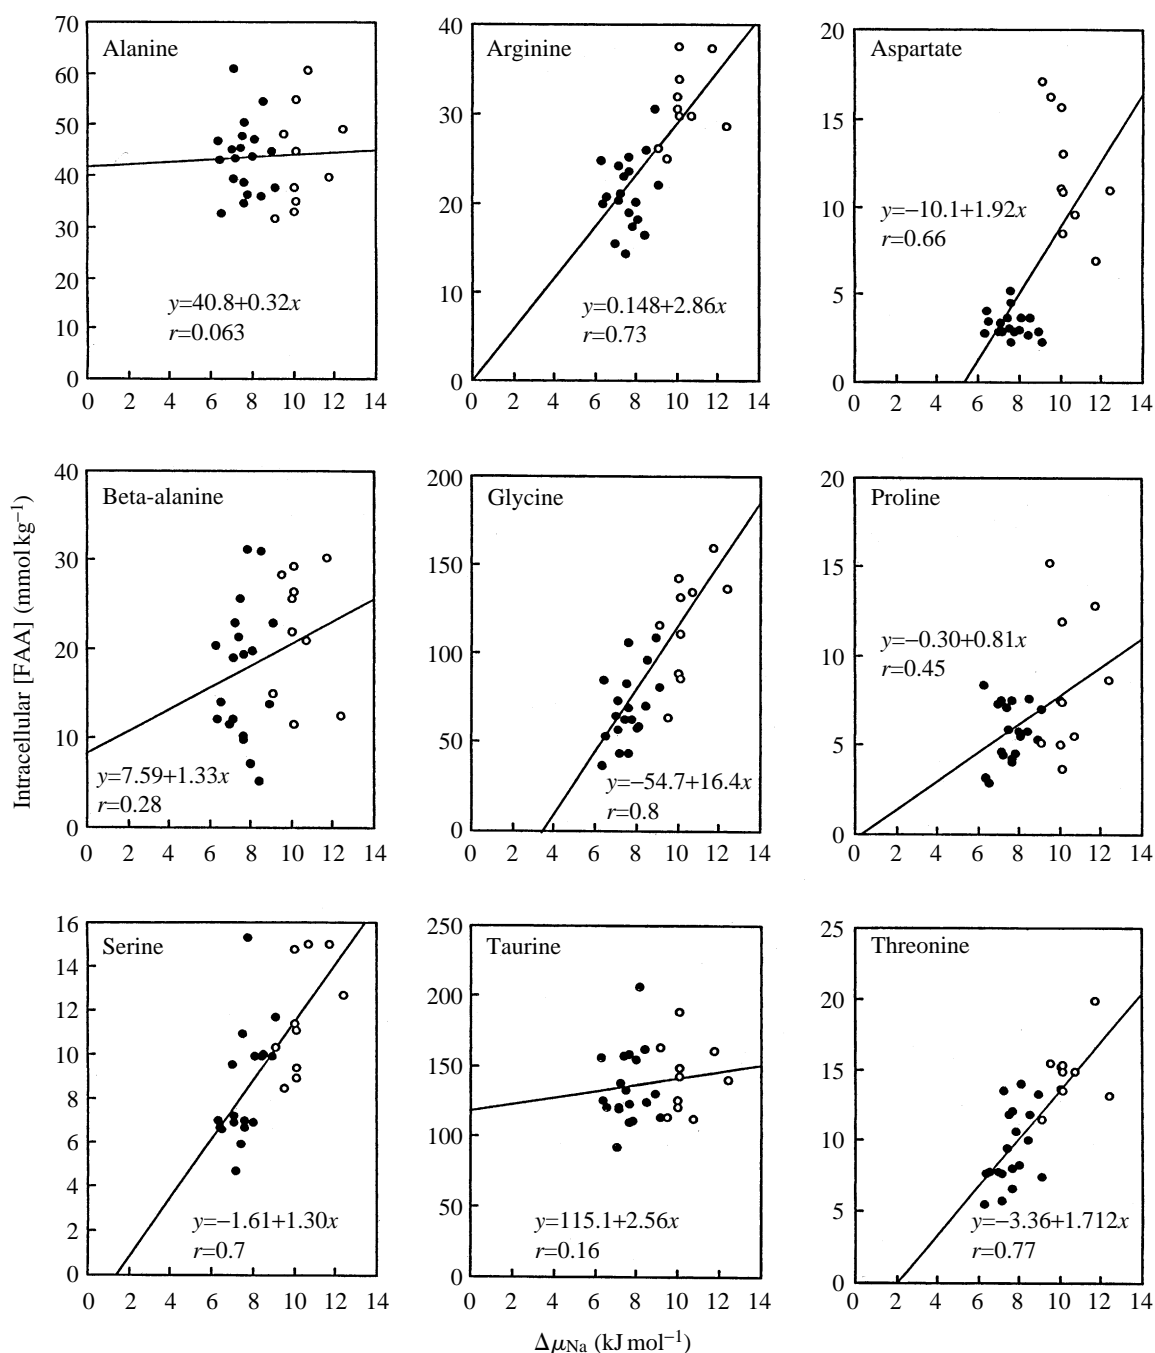 Alanine
70
60
50
40
30
20
10
0
y=40.8+0.32x
r=0.063
0 2 4 6 8 10 12 14
Arginine
40
30
20
10
0
y=0.148+2.86x
r=0.73
0 2 4 6 8 10 12 14
Aspartate
20
15
10
5
0
y=−10.1+1.92x
r=0.66
0 2 4 6 8 10 12 14
Intracellular [FAA] (mmol kg⁻¹)
Beta-alanine
40
30
20
10
0
y=7.59+1.33x
r=0.28
0 2 4 6 8 10 12 14
Glycine
200
150
100
50
0
y=−54.7+16.4x
r=0.8
0 2 4 6 8 10 12 14
Proline
20
15
10
5
0
y=−0.30+0.81x
r=0.45
0 2 4 6 8 10 12 14
Serine
16
14
12
10
8
6
4
2
0
y=−1.61+1.30x
r=0.7
0 2 4 6 8 10 12 14
Taurine
250
200
150
100
50
0
y=115.1+2.56x
r=0.16
0 2 4 6 8 10 12 14
Threonine
25
20
15
10
5
0
y=−3.36+1.712x
r=0.77
0 2 4 6 8 10 12 14
ΔμNa (kJ mol⁻¹)